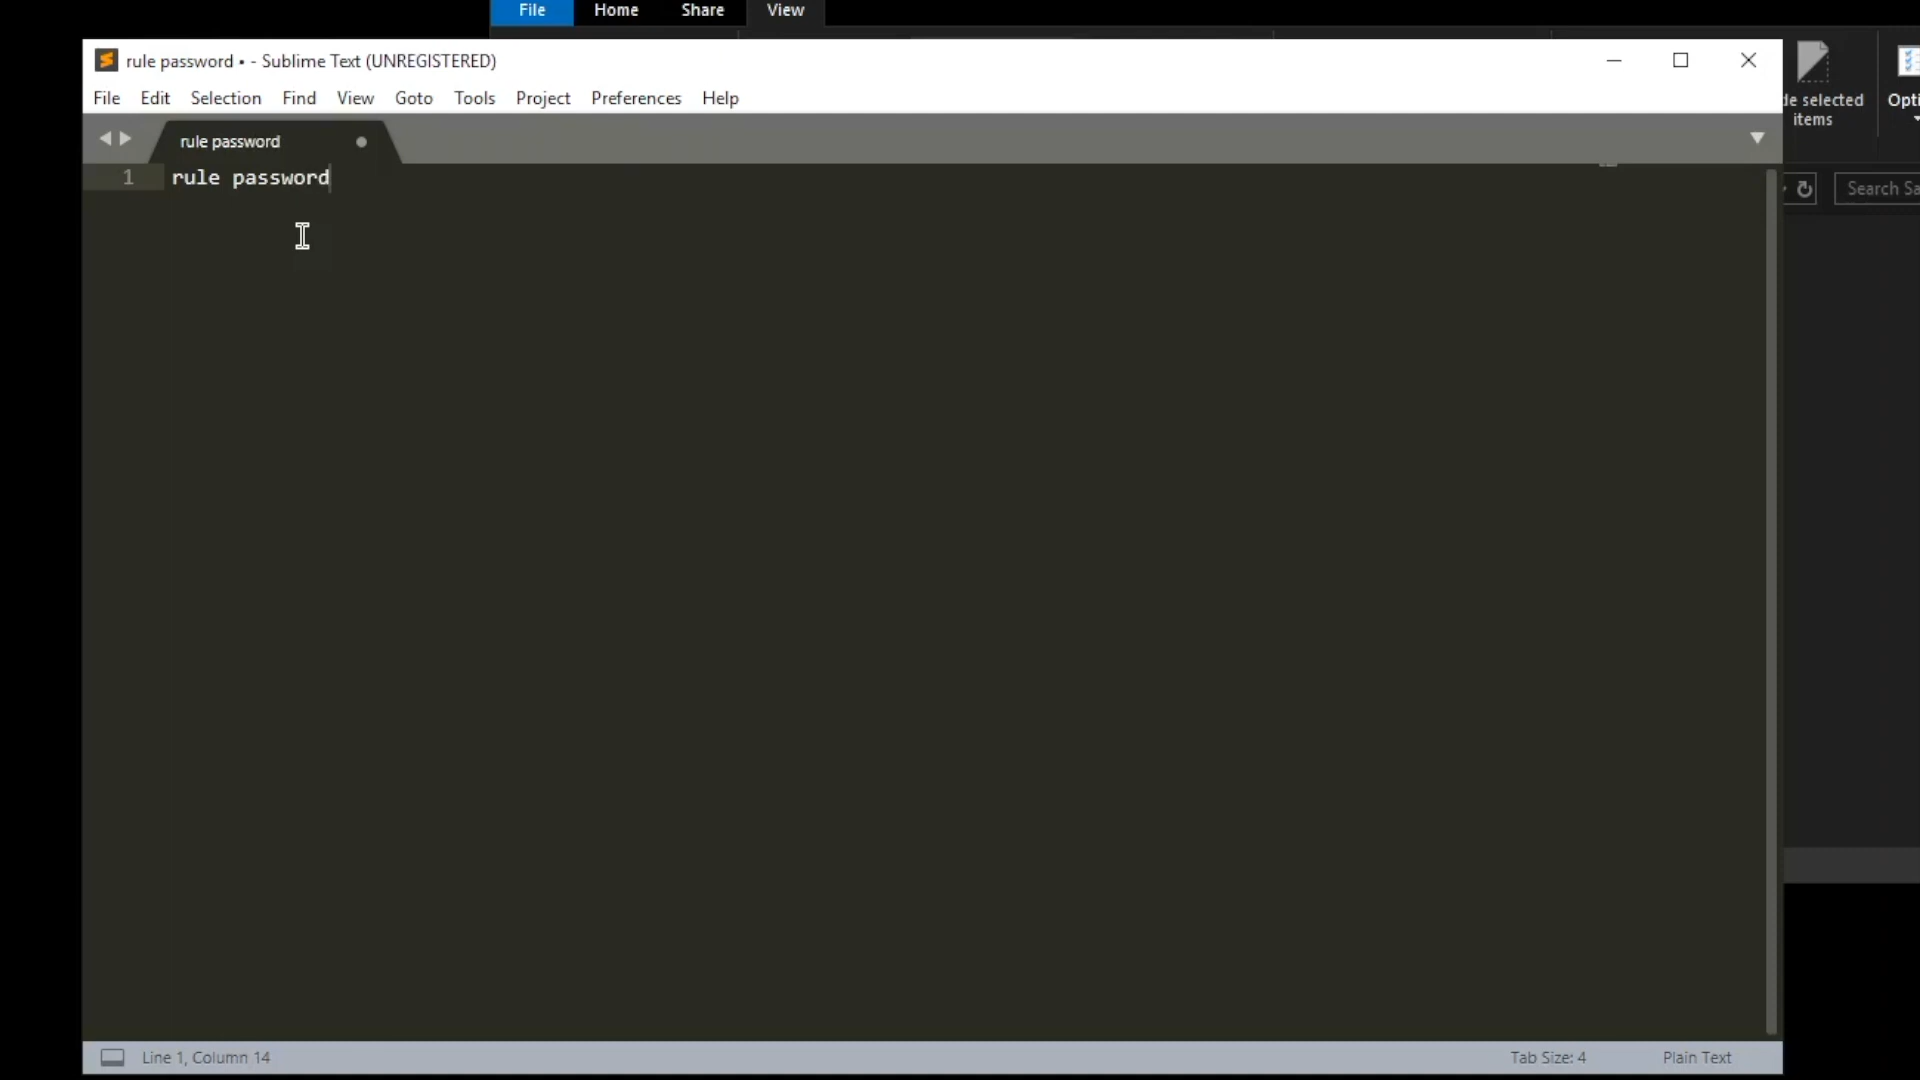 File Home Share View
rule password • - Sublime Text (UNREGISTERED)
File Edit Selection Find View Goto Tools Project Preferences Help
selected
items
rule password
1 rule password
Search
Line 1, Column 14
Tab Size: 4
Plain Text